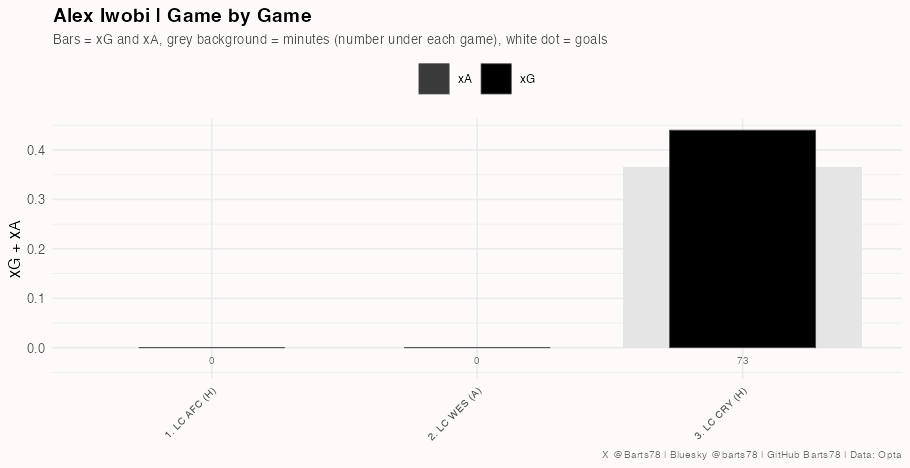 Alex Iwobi | Game by Game
Bars = xG and xA, grey background = minutes (number under each game), white dot = goals
xA xG
xG + xA
0.4
0.3
0.2
0.1
0.0
0 0 73
1. LC AFC (H) 2. LC WES (A) 3. LC CRY (H)
X @Barts78 | Bluesky @barts78 | GitHub Barts78 | Data: Opta